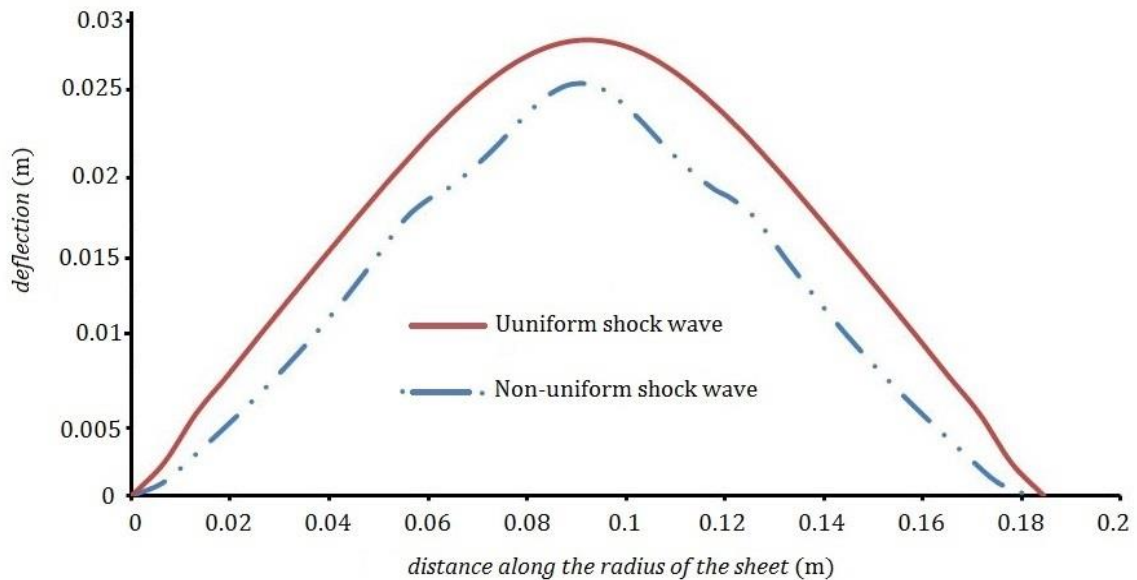 0.03
0.025
0.02
0.015
0.01
0.005
0
deflection (m)
Uuniform shock wave
Non-uniform shock wave
0 0.02 0.04 0.06 0.08 0.1 0.12 0.14 0.16 0.18 0.2
distance along the radius of the sheet (m)